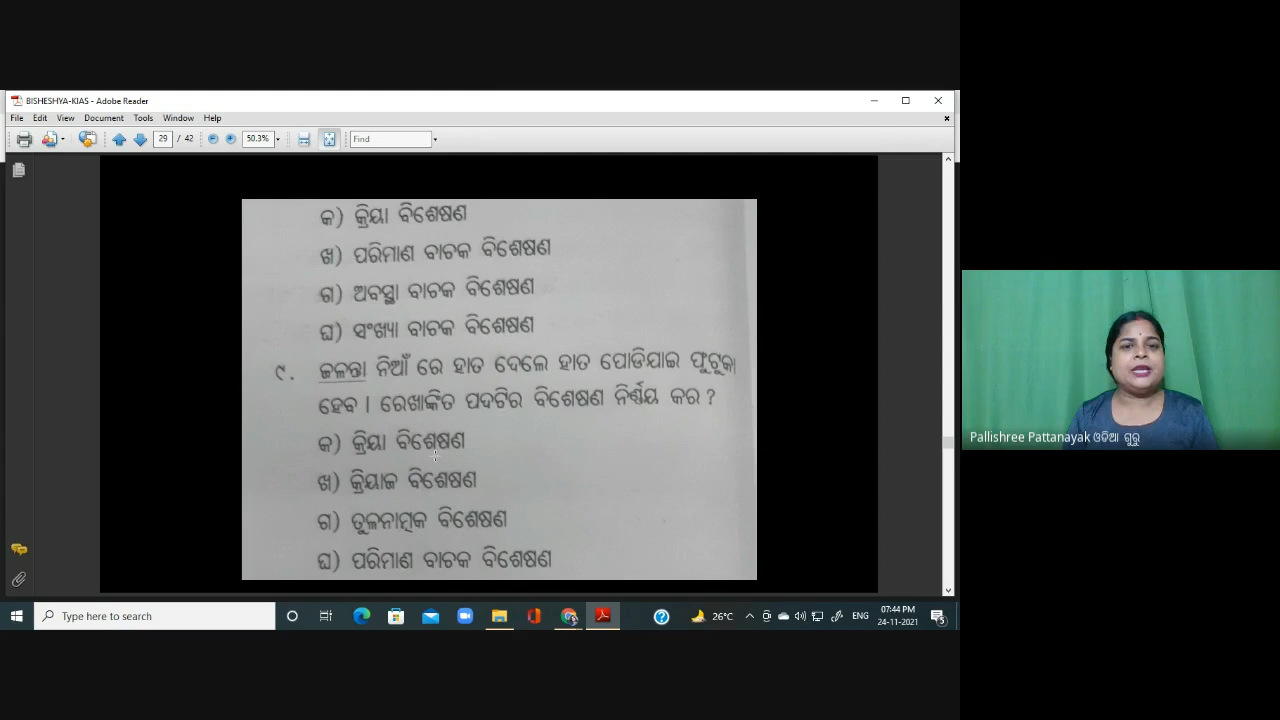 BISHESHYA-KIAS - Adobe Reader
File Edit View Document Tools Window Help
29 / 42 50.3% Find
କ) କ୍ରିୟା ବିଶେଷଣ
ଖ) ପରିମାଣ ବାଚକ ବିଶେଷଣ
ଗ) ଅବସ୍ଥା ବାଚକ ବିଶେଷଣ
ଘ) ସଂଖ୍ୟା ବାଚକ ବିଶେଷଣ
୯. ଜଳନ୍ତା ନିଆଁ ରେ ହାତ ଦେଲେ ହାତ ପୋଡିଯାଇ ଫୁଟୁକା
ହେବ । ରେଖାଙ୍କିତ ପଦଟିର ବିଶେଷଣ ନିର୍ଣ୍ଣୟ କର ?
କ) କ୍ରିୟା ବିଶେଷଣ
ଖ) କ୍ରିୟାଜ ବିଶେଷଣ
ଗ) ତୁଳନାତ୍ମକ ବିଶେଷଣ
ଘ) ପରିମାଣ ବାଚକ ବିଶେଷଣ
Pallishree Pattanayak ଓଡିଆ ଗୁରୁ
Type here to search
26°C ENG 07:44 PM
24-11-2021 5